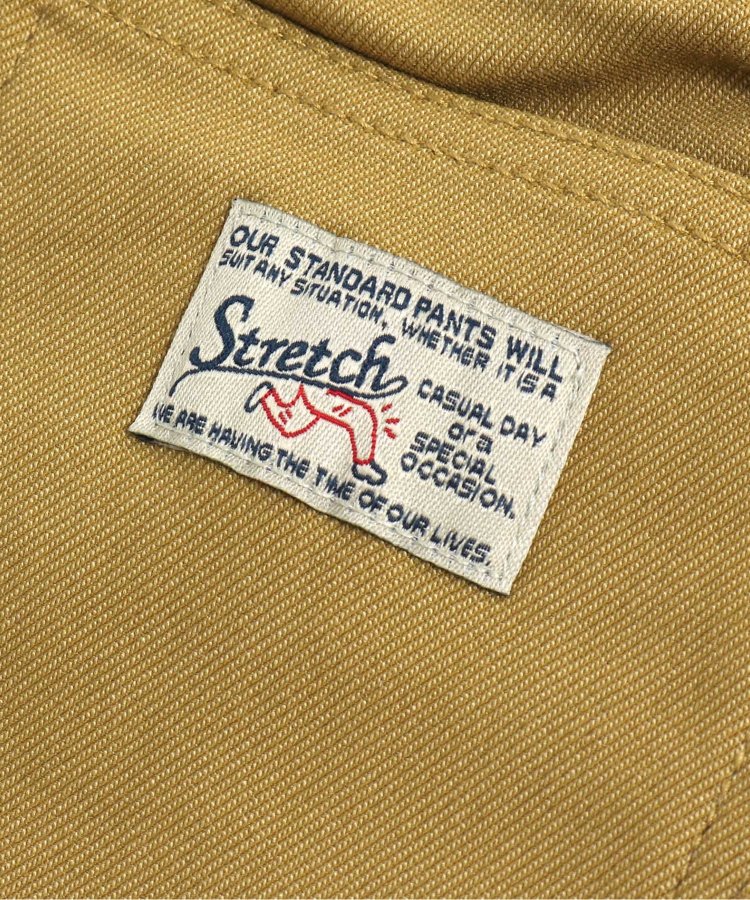 OUR STANDARD PANTS WILL
SUIT ANY SITUATION, WHETHER IT IS A
Stretch
CASUAL DAY
or a
SPECIAL
OCCASION.
WE ARE HAVING THE TIME OF OUR LIVES.